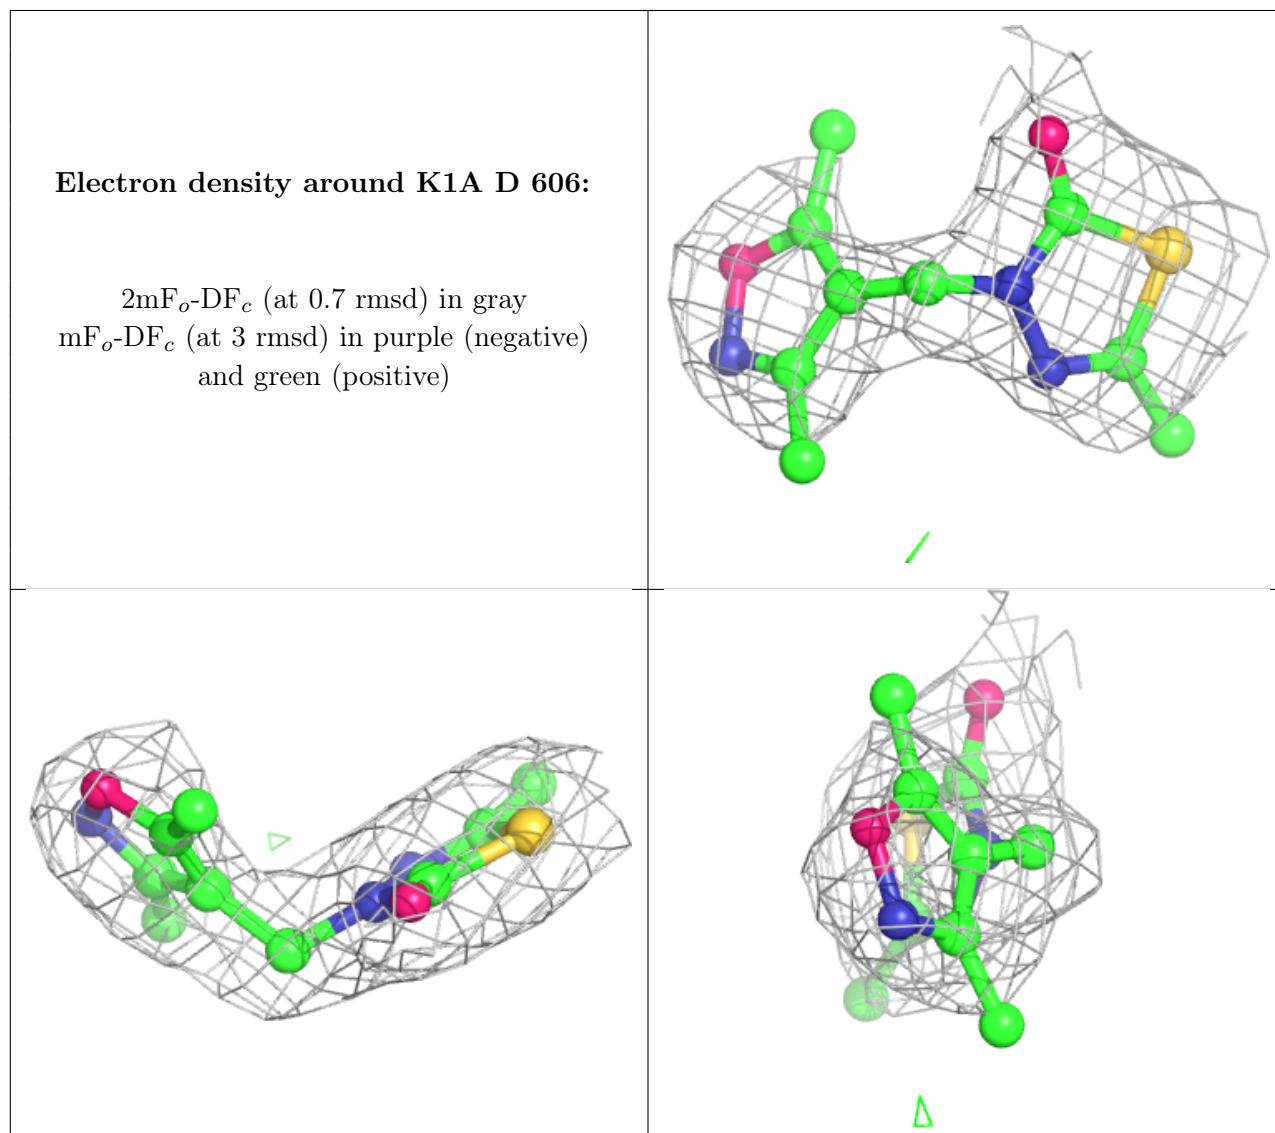 Electron density around K1A D 606:
2mFo-DFc (at 0.7 rmsd) in gray
mFo-DFc (at 3 rmsd) in purple (negative)
and green (positive)